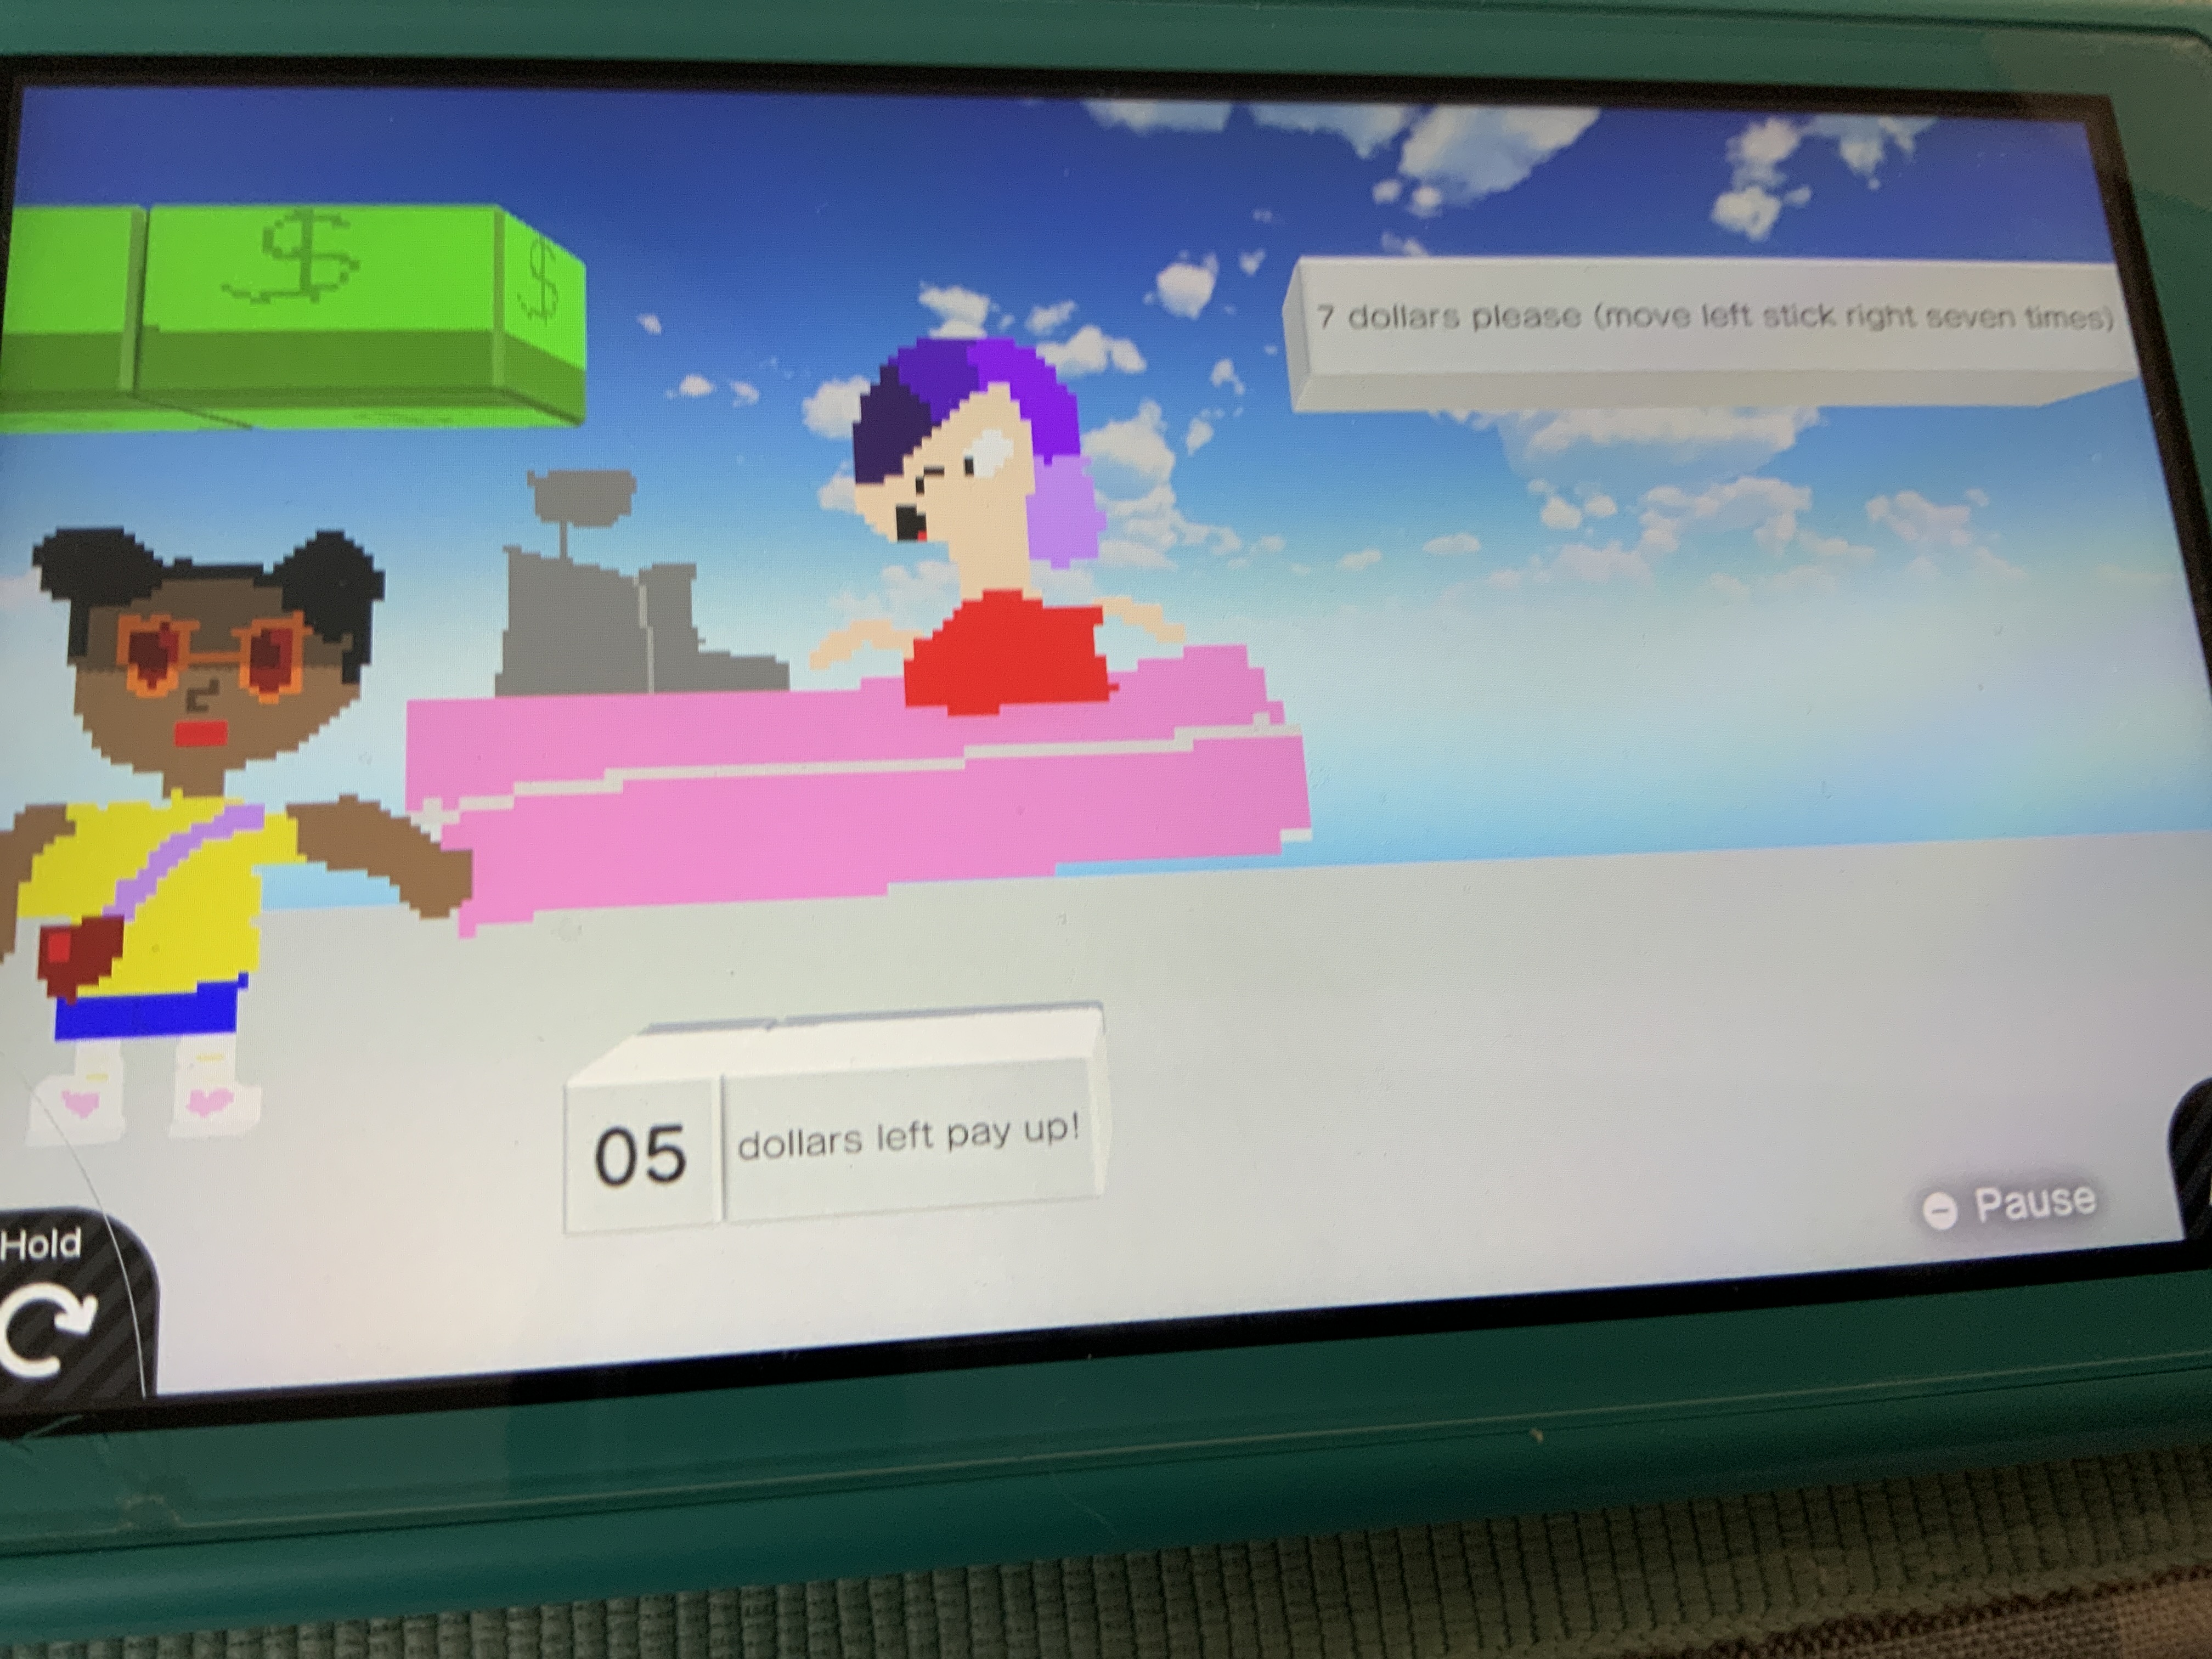 $ $
7 dollars please (move left stick right seven times)
05 dollars left pay up!
Hold
Pause